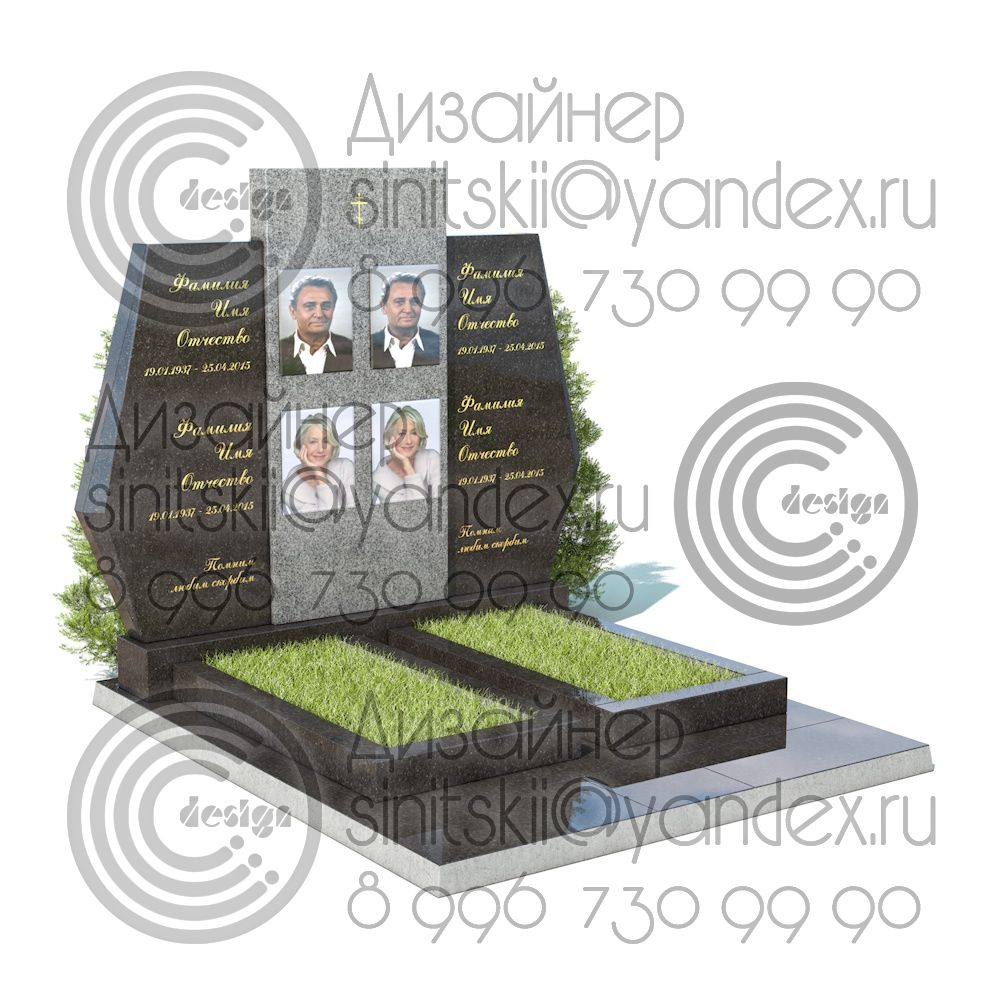 Дизайнер
sinitskii@yandex.ru
8 996 730 99 90
design
Фамилия
Имя
Отчество
19.01.1937 - 25.04.2015
Фамилия
Имя
Отчество
19.01.1937 - 25.04.2015
Помним
любим скорбим
Фамилия
Имя
Отчество
19.01.1937 - 25.04.2015
Фамилия
Имя
Отчество
19.01.1937 - 25.04.2015
Помним
любим скорбим
Дизайнер
sinitskii@yandex.ru
8 996 730 99 90
design
design
Дизайнер
sinitskii@yandex.ru
8 996 730 99 90